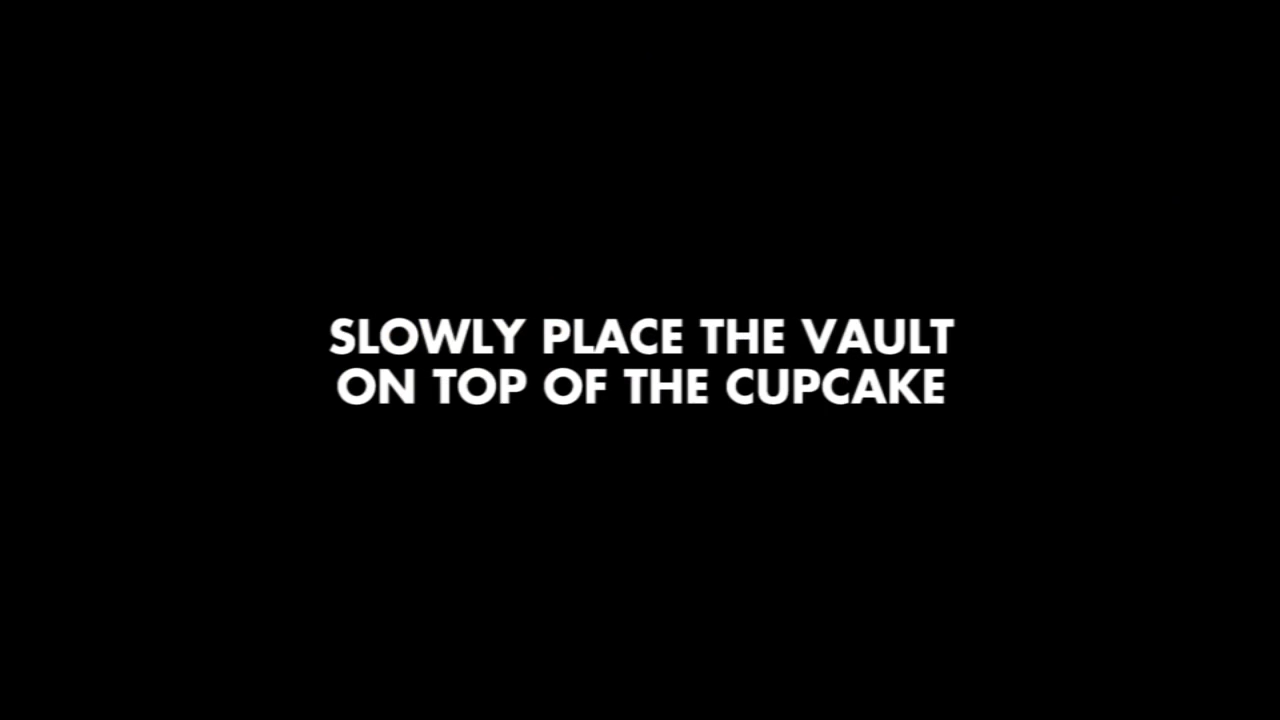 SLOWLY PLACE THE VAULT
ON TOP OF THE CUPCAKE